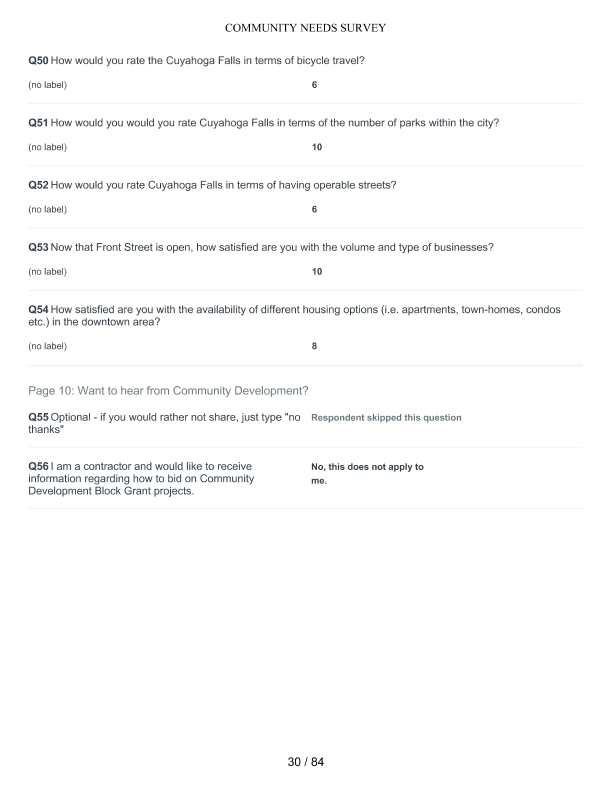 COMMUNITY NEEDS SURVEY
Q50 How would you rate the Cuyahoga Falls in terms of bicycle travel?
(no label) 6
Q51 How would you would you rate Cuyahoga Falls in terms of the number of parks within the city?
(no label) 10
Q52 How would you rate Cuyahoga Falls in terms of having operable streets?
(no label) 6
Q53 Now that Front Street is open, how satisfied are you with the volume and type of businesses?
(no label) 10
Q54 How satisfied are you with the availability of different housing options (i.e. apartments, town-homes, condos
etc.) in the downtown area?
(no label) 8
Page 10: Want to hear from Community Development?
Q55 Optional - if you would rather not share, just type "no Respondent skipped this question
thanks"
Q56 I am a contractor and would like to receive No, this does not apply to
information regarding how to bid on Community me.
Development Block Grant projects.
30 / 84